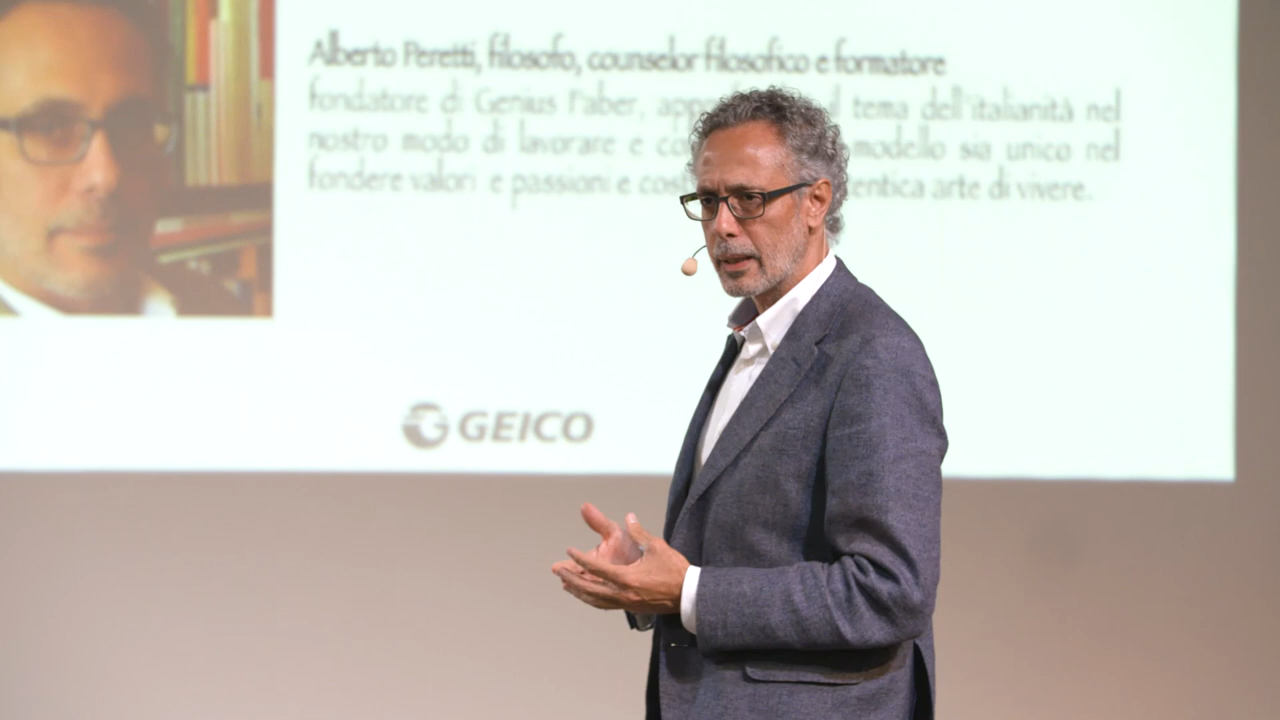 Alberto Peretti, filosofo, counselor filosofico e formatore
fondatore di Genius Faber, tema dell'italianità nel
nostro modo di lavorare e modello sia unico nel
fondere valori e passioni e arte di vivere.
GEICO